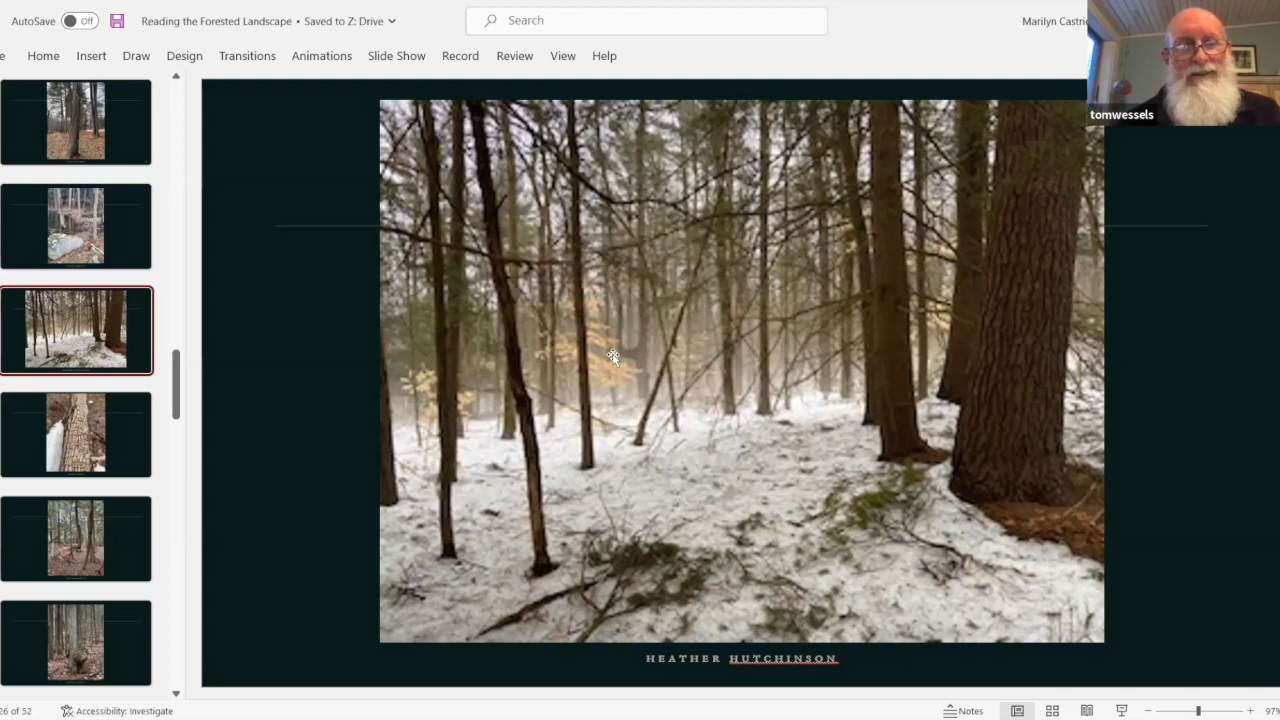 AutoSave Off Reading the Forested Landscape • Saved to Z: Drive Search Marilyn
Home Insert Draw Design Transitions Animations Slide Show Record Review View Help
tomwessels
HEATHER HUTCHINSON
26 of 52 Accessibility: Investigate Notes 97%